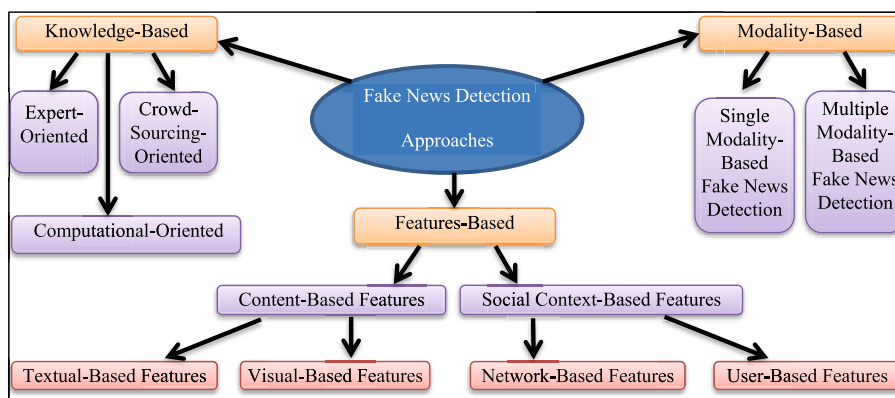 Knowledge-Based
Modality-Based
Fake News Detection
Approaches
Expert-
Oriented
Crowd-
Sourcing-
Oriented
Single
Modality-
Based
Fake News
Detection
Multiple
Modality-
Based
Fake News
Detection
Computational-Oriented
Features-Based
Content-Based Features
Social Context-Based Features
Textual-Based Features
Visual-Based Features
Network-Based Features
User-Based Features